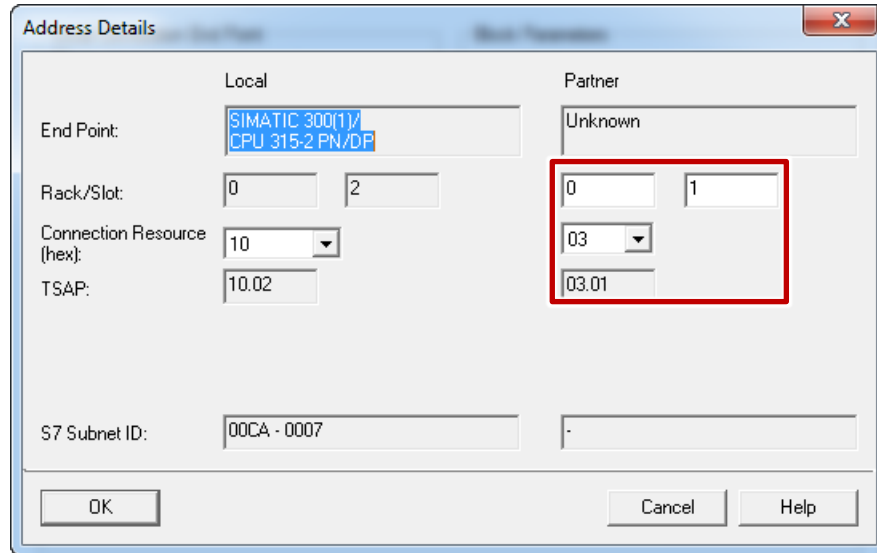 Address Details
Local Partner
End Point: SIMATIC 300(1)/ Unknown
CPU 315-2 PN/DP
Rack/Slot: 0 2 0 1
Connection Resource
(hex): 10 03
TSAP: 10.02 03.01
S7 Subnet ID: 00CA - 0007 -
OK Cancel Help